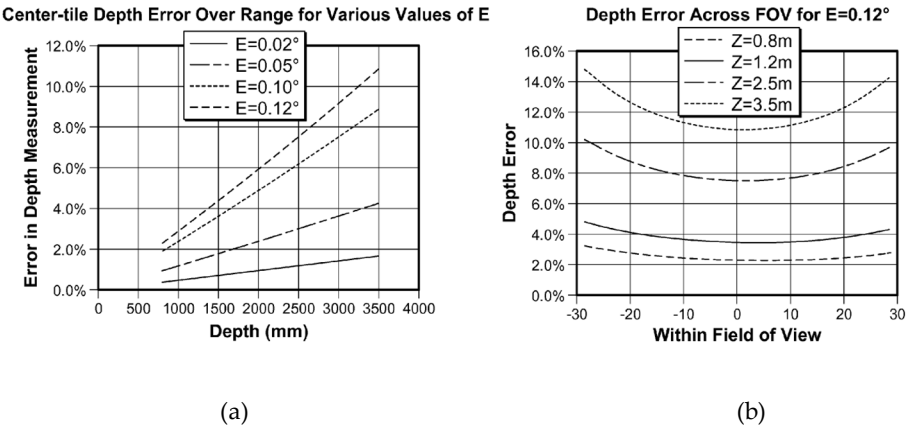 Center-tile Depth Error Over Range for Various Values of E
E=0.02°
E=0.05°
E=0.10°
E=0.12°
12.0%
10.0%
8.0%
6.0%
4.0%
2.0%
0.0%
Error in Depth Measurement
0 500 1000 1500 2000 2500 3000 3500 4000
Depth (mm)
(a)
Depth Error Across FOV for E=0.12°
Z=0.8m
Z=1.2m
Z=2.5m
Z=3.5m
16.0%
14.0%
12.0%
10.0%
8.0%
6.0%
4.0%
2.0%
0.0%
Depth Error
-30 -20 -10 0 10 20 30
Within Field of View
(b)